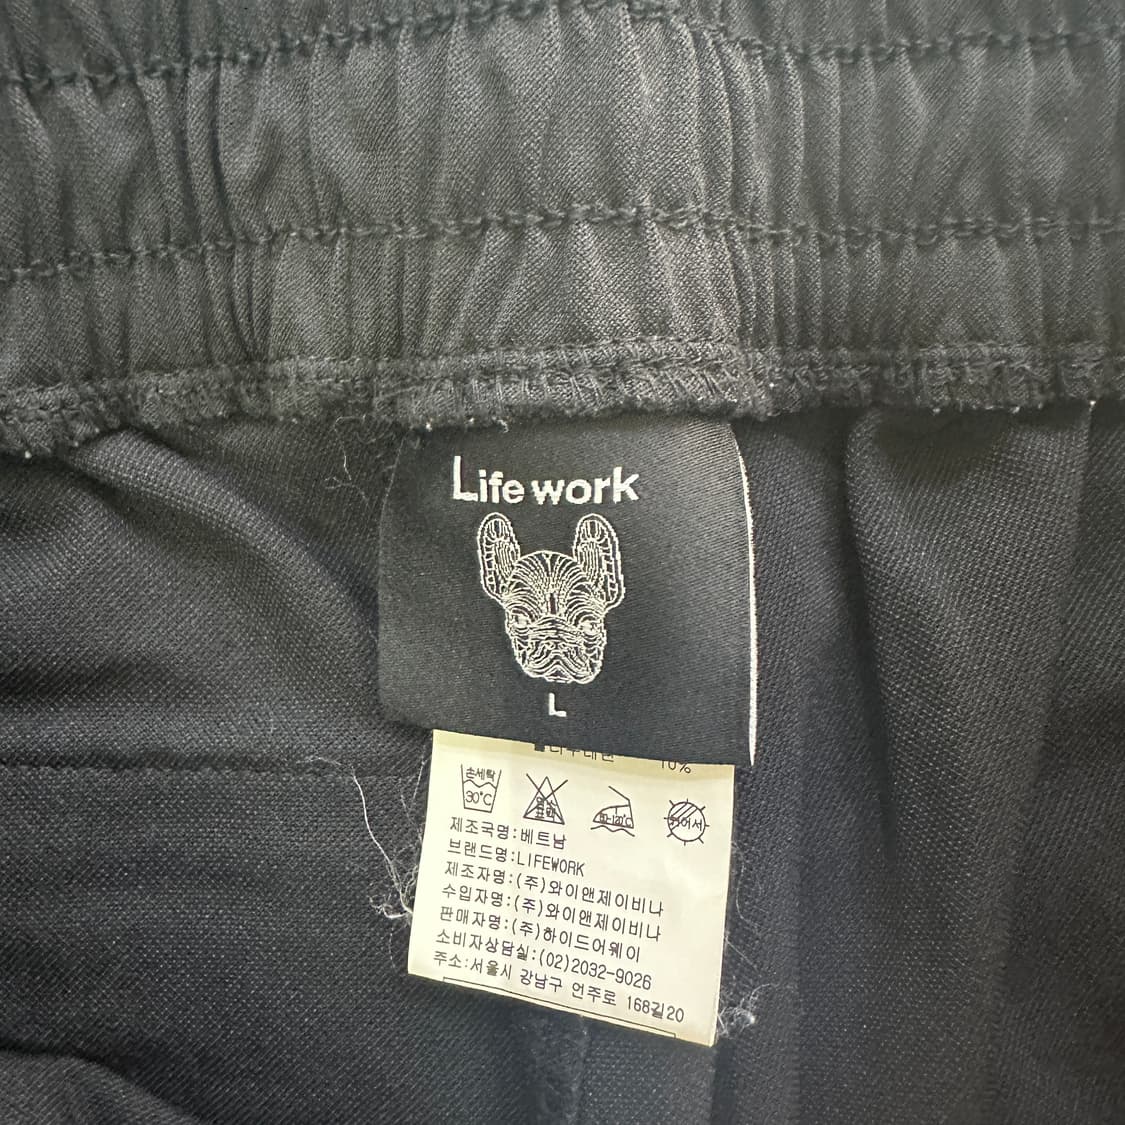 Life work
L
10%
손세탁
30°C
80-120°C
제조국명:베트남
브랜드명:LIFEWORK
제조자명:(주)와이앤제이비나
수입자명:(주)와이앤제이비나
판매자명:(주)하이드어웨이
소비자상담실:(02)2032-9026
주소:서울시 강남구 언주로 168길20